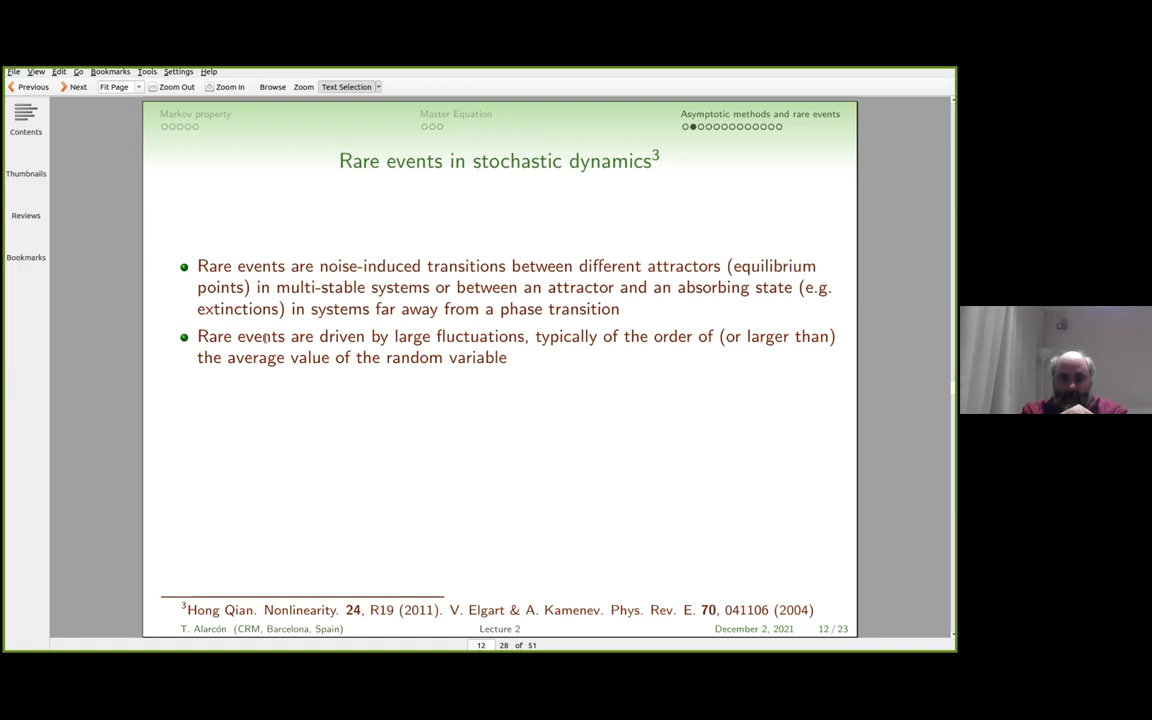 File View Edit Go Bookmarks Tools Settings Help
Previous Next Fit Page Zoom Out Zoom In Browse Zoom Text Selection
Contents
Thumbnails
Reviews
Bookmarks
Markov property Master Equation Asymptotic methods and rare events
Rare events in stochastic dynamics³
Rare events are noise-induced transitions between different attractors (equilibrium
points) in multi-stable systems or between an attractor and an absorbing state (e.g.
extinctions) in systems far away from a phase transition
Rare events are driven by large fluctuations, typically of the order of (or larger than)
the average value of the random variable
³Hong Qian. Nonlinearity. 24, R19 (2011). V. Elgart & A. Kamenev. Phys. Rev. E. 70, 041106 (2004)
T. Alarcón (CRM, Barcelona, Spain) Lecture 2 December 2, 2021 12 / 23
12 28 of 51